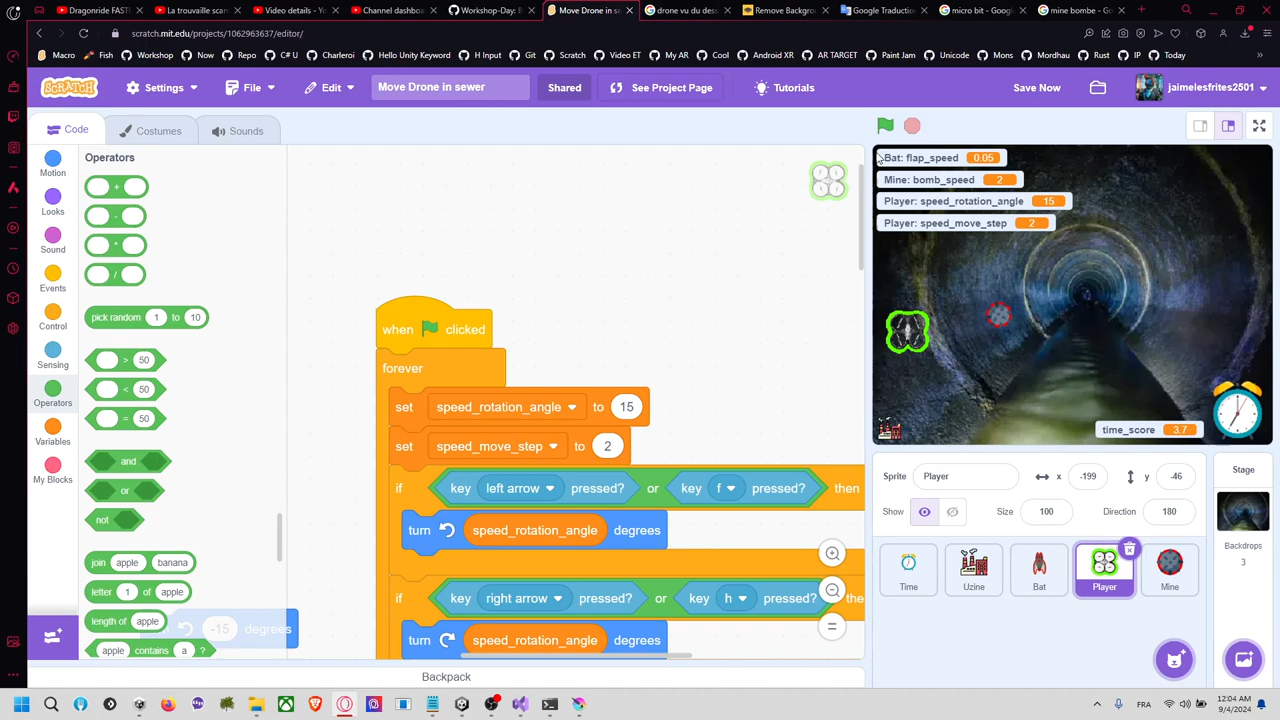 Dragonride FAST
La trouvaille scan
Video details - Yo
Channel dashboa
Workshop-Day: B
Move Drone in se
drone vu du dess
Remove Backgro
Google Traductio
micro bit - Google
mine bombe - Go
scratch.mit.edu/projects/1062963637/editor/
Macro
Fish
Workshop
Now
Repo
C# U
Charleroi
Hello Unity Keyword
H Input
Git
Scratch
Video ET
My AR
Cool
Android XR
AR TARGET
Paint Jam
Unicode
Mons
Mordhau
Rust
IP
Today
»
SCRATCH
Settings
File
Edit
Move Drone in sewer
Shared
See Project Page
Tutorials
Save Now
jaimelesfrites2501
Code
Costumes
Sounds
Motion
Looks
Sound
Events
Control
Sensing
Operators
Variables
My Blocks
Operators
+
-
*
/
pick random 1 to 10
> 50
< 50
= 50
and
or
not
join apple banana
letter 1 of apple
length of apple
apple contains a ?
-15 degrees
when clicked
forever
set speed_rotation_angle to 15
set speed_move_step to 2
if key left arrow pressed? or key f pressed? then
turn speed_rotation_angle degrees
if key right arrow pressed? or key h pressed? the
turn speed_rotation_angle degrees
Backpack
Bat: flap_speed 0.05
Mine: bomb_speed 2
Player: speed_rotation_angle 15
Player: speed_move_step 2
time_score 3.7
Sprite Player x -199 y -46
Show Size 100 Direction 180
Time
Uzine
Bat
Player
Mine
Stage
Backdrops
3
FRA
12:04 AM
9/4/2024